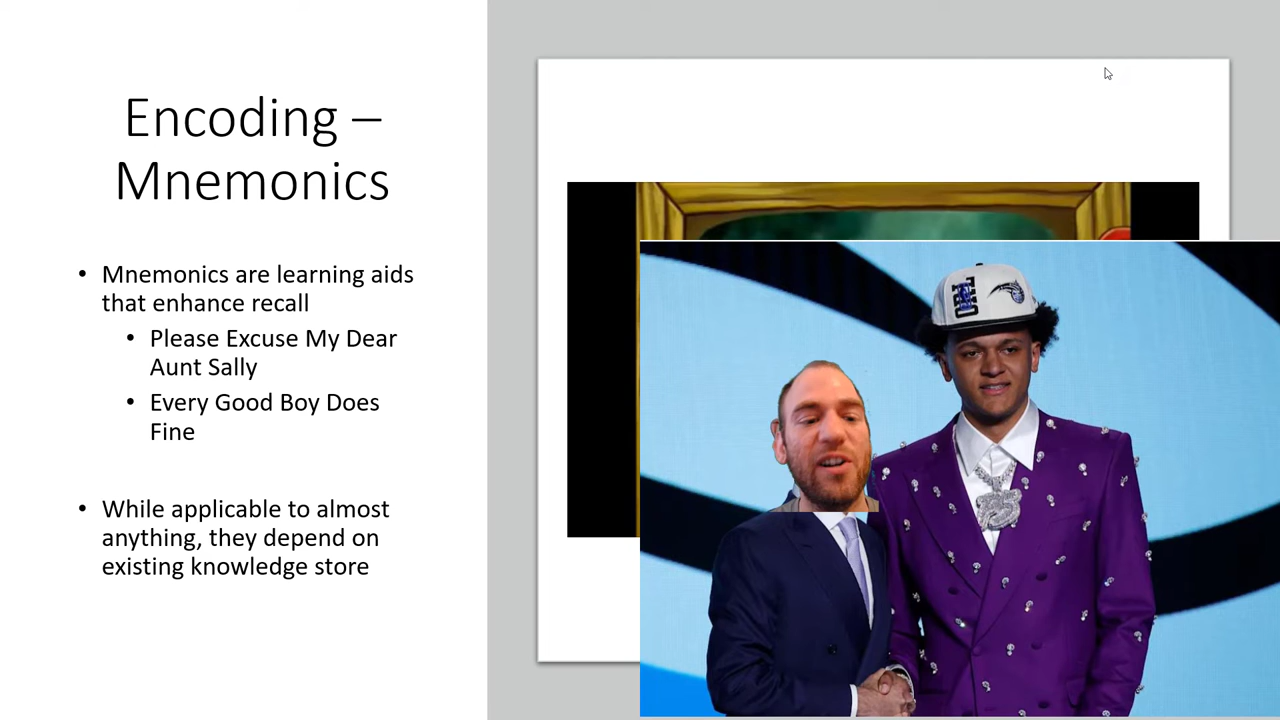 Encoding –
Mnemonics
• Mnemonics are learning aids
that enhance recall
• Please Excuse My Dear
Aunt Sally
• Every Good Boy Does
Fine
• While applicable to almost
anything, they depend on
existing knowledge store